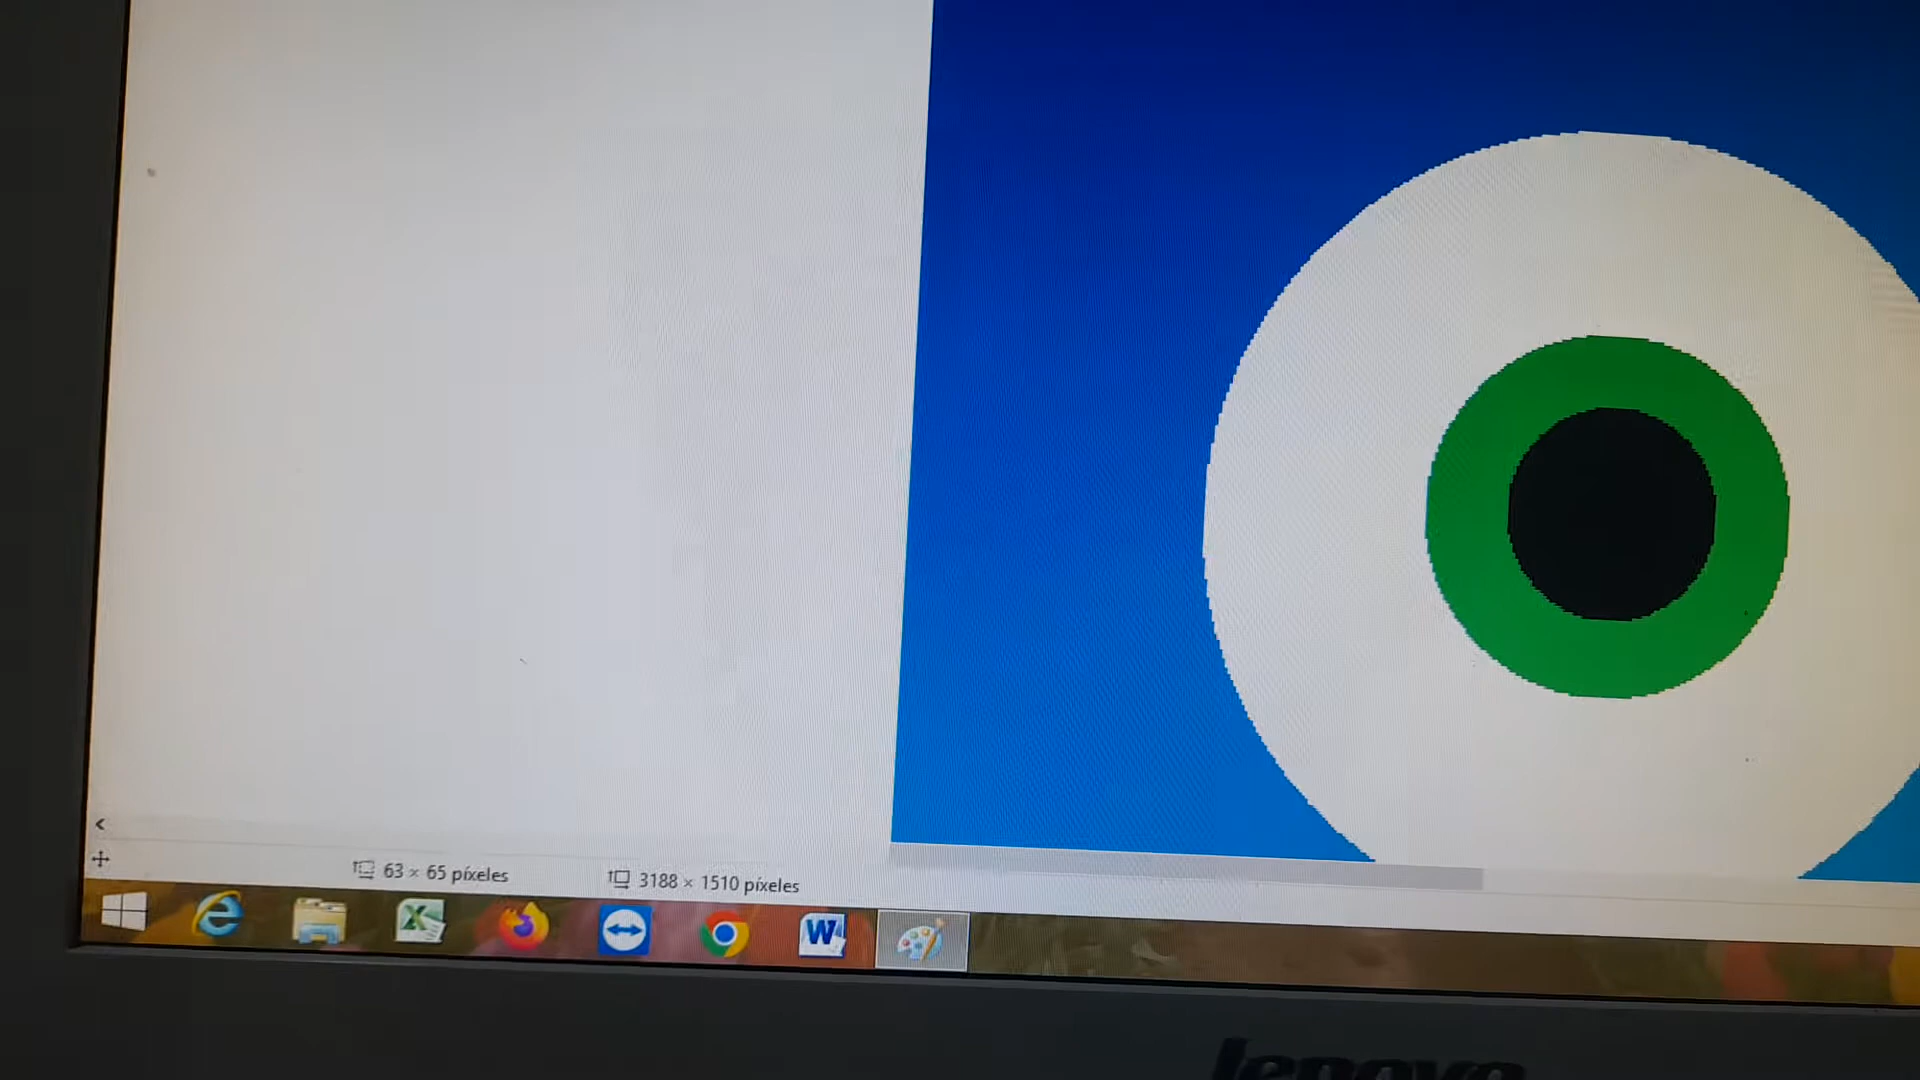 63 × 65 píxeles
3188 × 1510 píxeles
lenovo